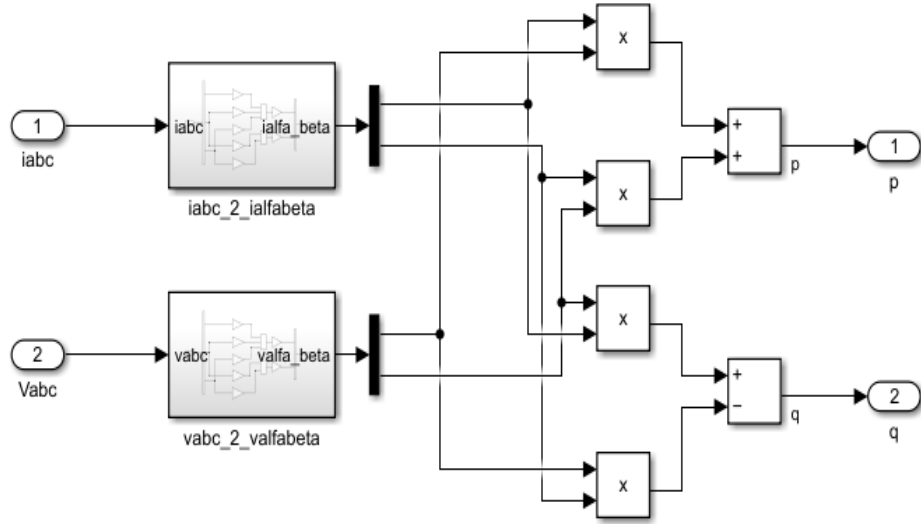 x
1
iabc
iabc
ialfa_beta
iabc_2_ialfabeta
+
+
p
1
p
x
2
Vabc
vabc
valfa_beta
vabc_2_valfabeta
x
+
−
q
2
q
x